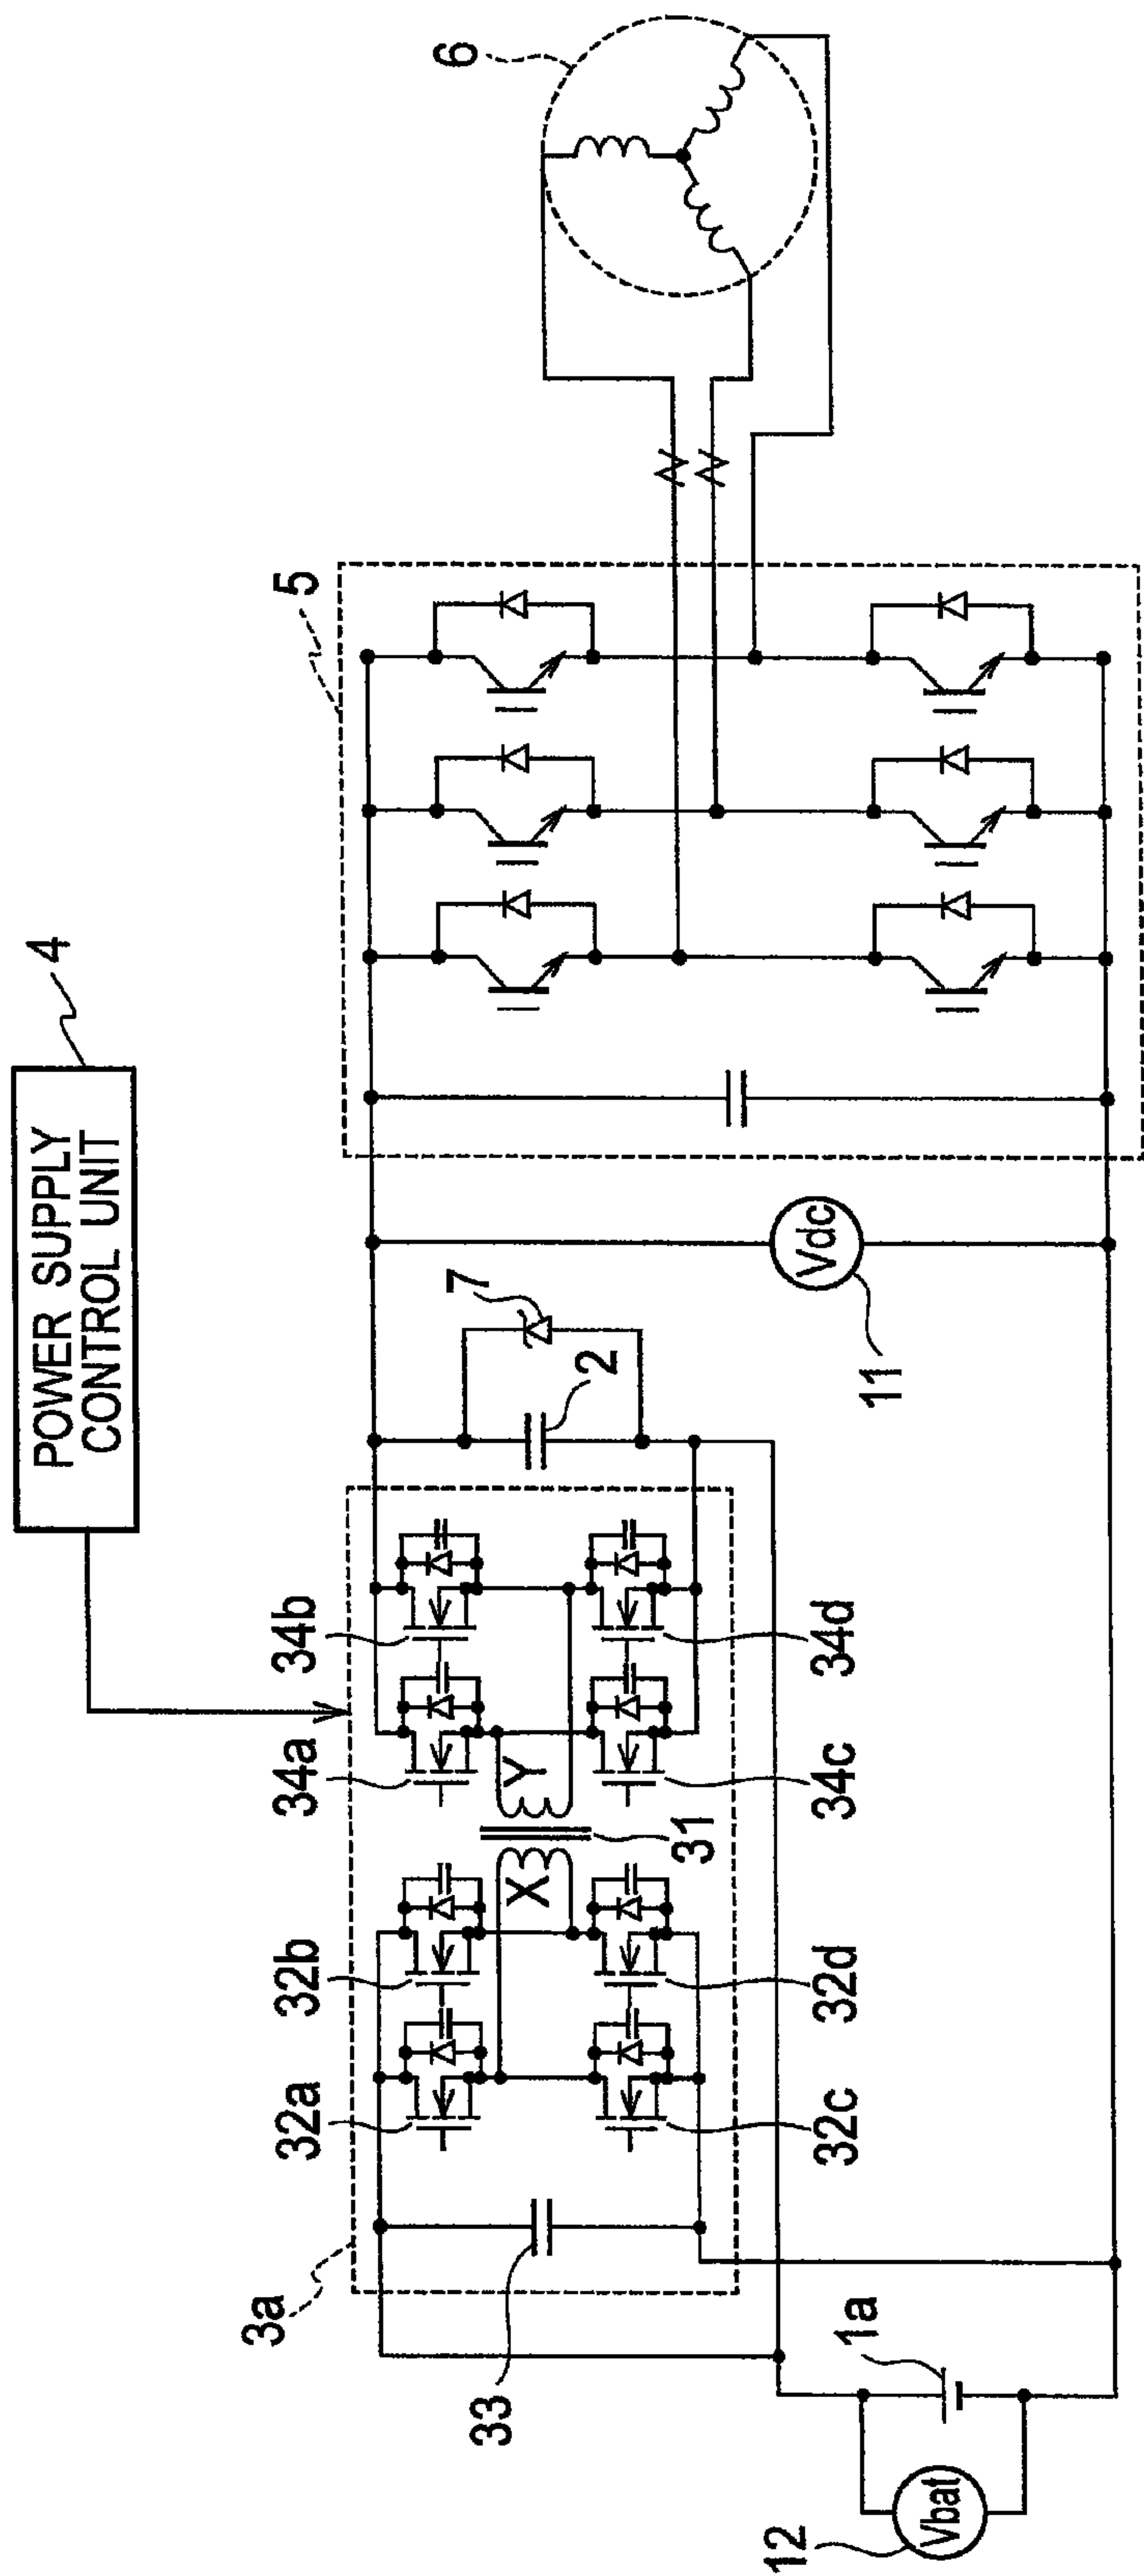 POWER SUPPLY
CONTROL UNIT
4
3a
32a
32b
34a
34b
7
5
6
33
X
Y
2
31
32c
32d
34c
34d
Vdc
11
1a
Vbat
12